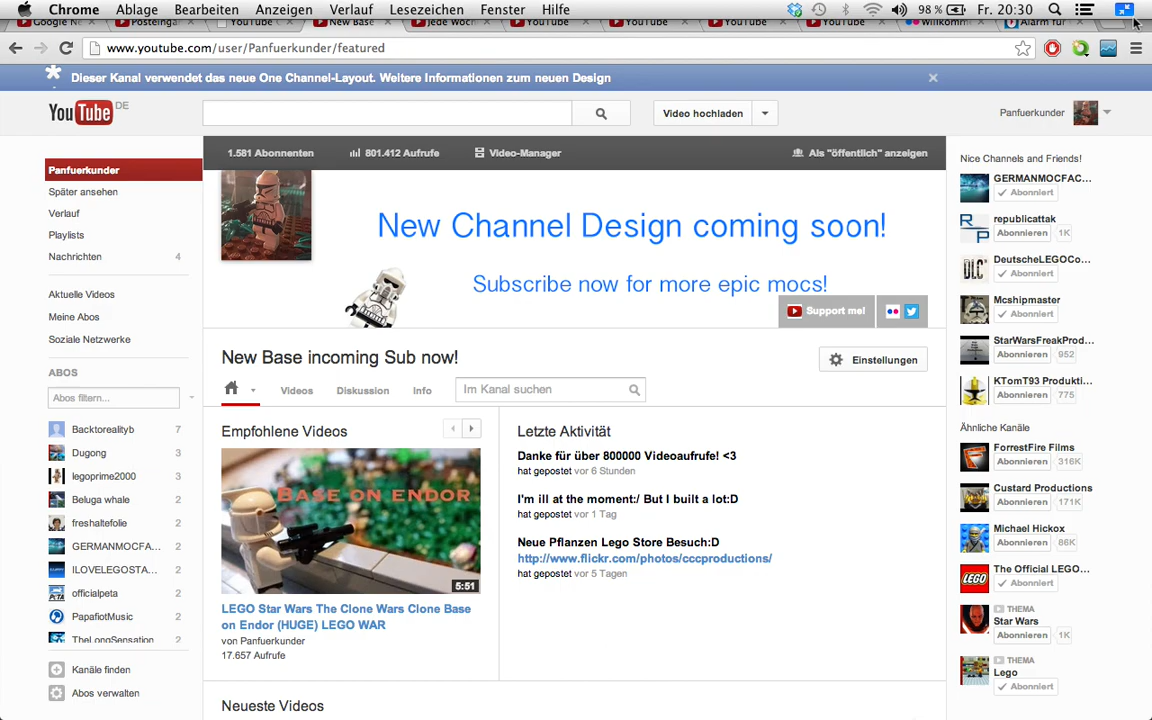 Chrome Ablage Bearbeiten Anzeigen Verlauf Lesezeichen Fenster Hilfe 98 % Fr. 20:30
www.youtube.com/user/Panfuerkunder/featured
Dieser Kanal verwendet das neue One Channel-Layout. Weitere Informationen zum neuen Design
YouTube DE
Video hochladen
Panfuerkunder
1.581 Abonnenten
801.412 Aufrufe
Video-Manager
Als "öffentlich" anzeigen
Panfuerkunder
Später ansehen
Verlauf
Playlists
Nachrichten 4
Aktuelle Videos
Meine Abos
Soziale Netzwerke
ABOS
Abos filtern...
Backtorealityb 7
Dugong 3
legoprime2000 3
Beluga whale 2
freshaltefolie 2
GERMANMOCFA... 2
ILOVELEGOSTA... 2
officialpeta 2
PapafiotMusic 2
TheLongSensation 2
Kanäle finden
Abos verwalten
New Channel Design coming soon!
Subscribe now for more epic mocs!
Support me!
New Base incoming Sub now!
Einstellungen
Videos
Diskussion
Info
Im Kanal suchen
Empfohlene Videos
BASE ON ENDOR
5:51
LEGO Star Wars The Clone Wars Clone Base
on Endor (HUGE) LEGO WAR
von Panfuerkunder
17.657 Aufrufe
Letzte Aktivität
Danke für über 800000 Videoaufrufe! <3
hat gepostet vor 6 Stunden
I'm ill at the moment:/ But I built a lot:D
hat gepostet vor 1 Tag
Neue Pflanzen Lego Store Besuch:D
http://www.flickr.com/photos/cccproductions/
hat gepostet vor 5 Tagen
Neueste Videos
Nice Channels and Friends!
GERMANMOCFAC...
Abonniert
republicattak
Abonnieren 1K
DeutscheLEGOCo...
Abonniert
Mcshipmaster
Abonniert
StarWarsFreakProd...
Abonnieren 952
KTomT93 Produkti...
Abonnieren 775
Ähnliche Kanäle
ForrestFire Films
Abonnieren 316K
Custard Productions
Abonnieren 171K
Michael Hickox
Abonnieren 86K
The Official LEGO...
Abonniert
THEMA
Star Wars
Abonnieren 1K
THEMA
Lego
Abonniert